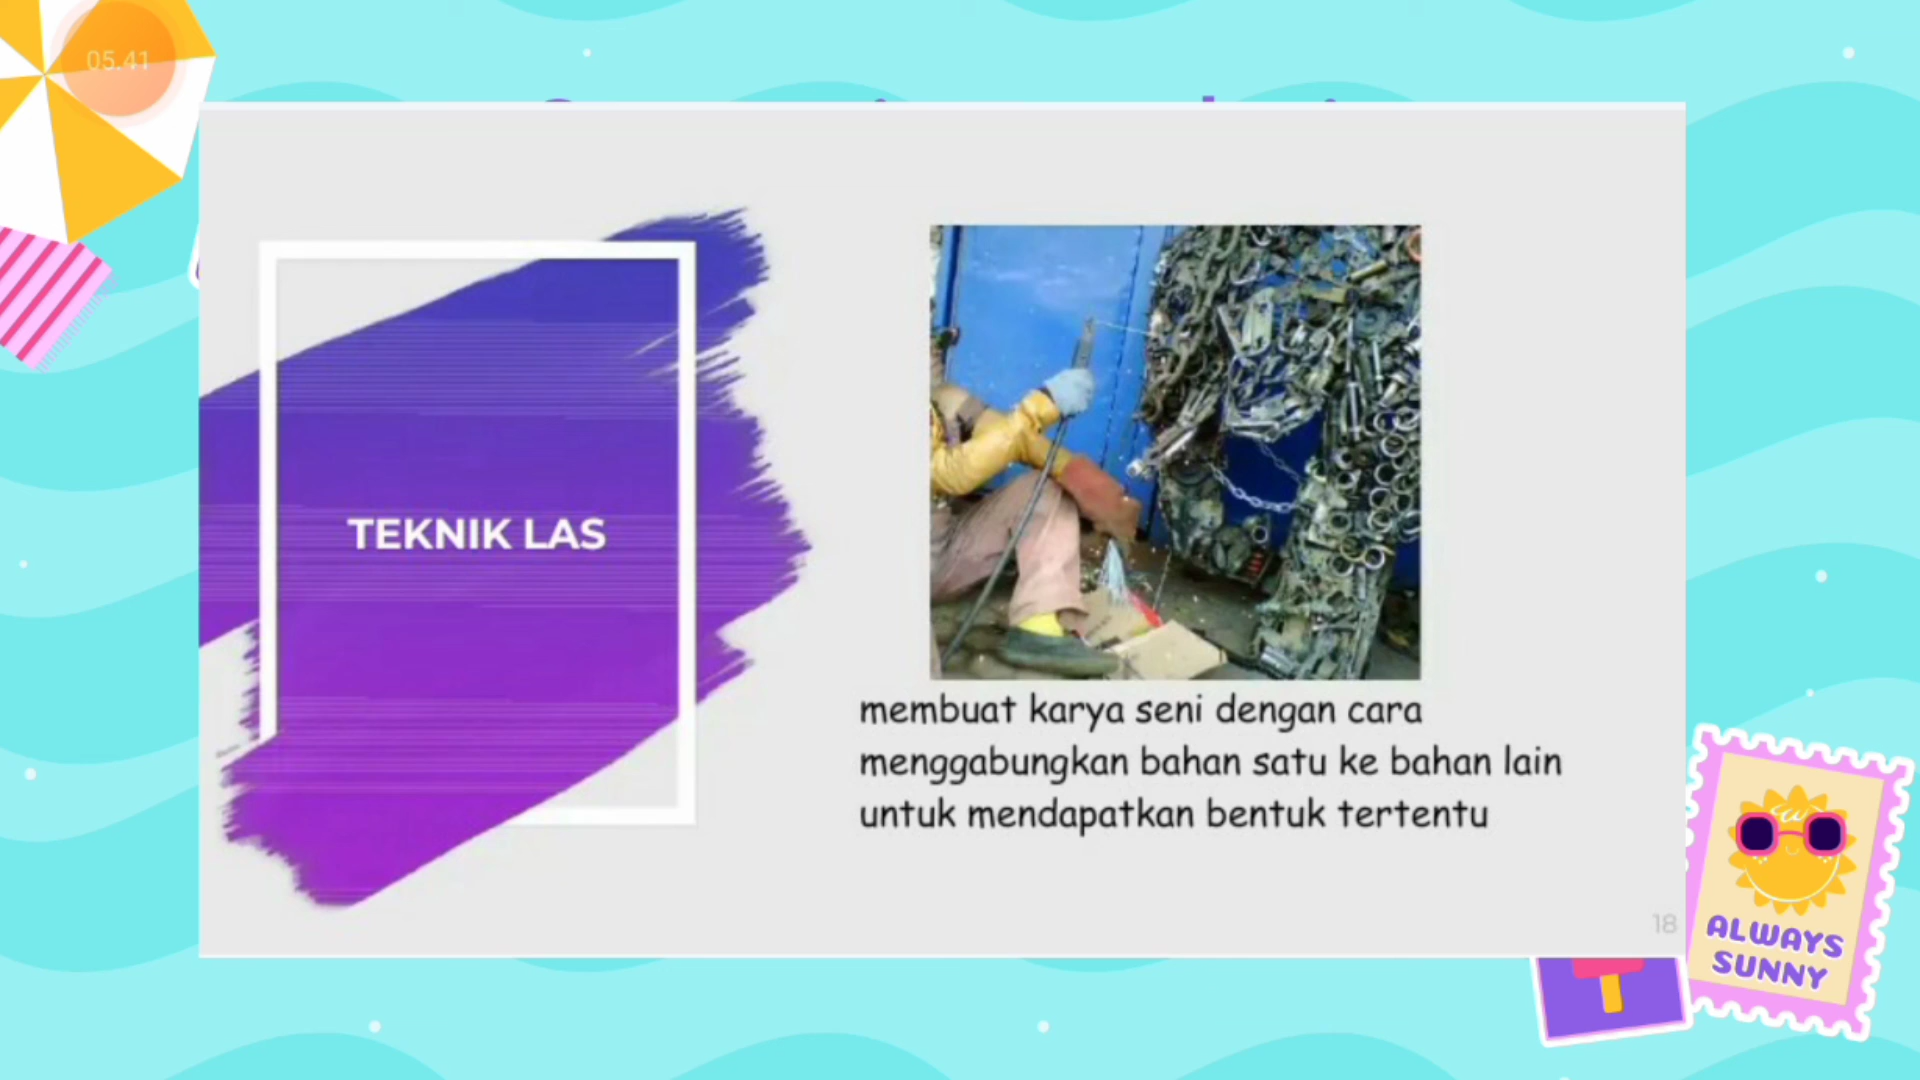 05.41
TEKNIK LAS
membuat karya seni dengan cara
menggabungkan bahan satu ke bahan lain
untuk mendapatkan bentuk tertentu
18
ALWAYS
SUNNY